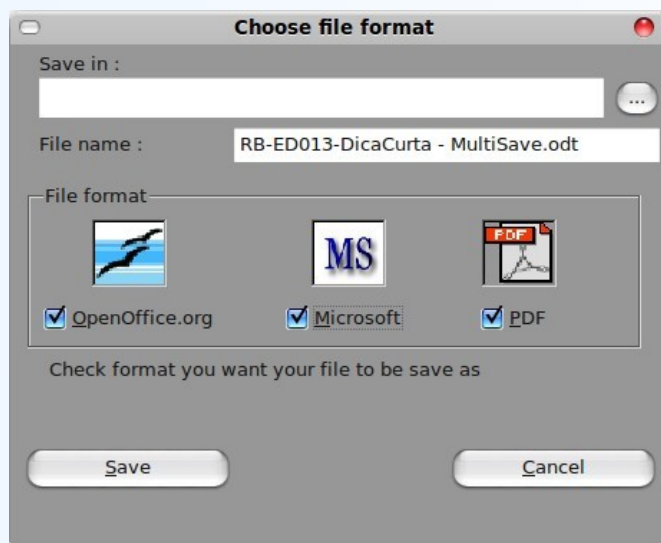 Choose file format
Save in :
...
File name : RB-ED013-DicaCurta - MultiSave.odt
File format
MS PDF
OpenOffice.org Microsoft PDF
Check format you want your file to be save as
Save Cancel